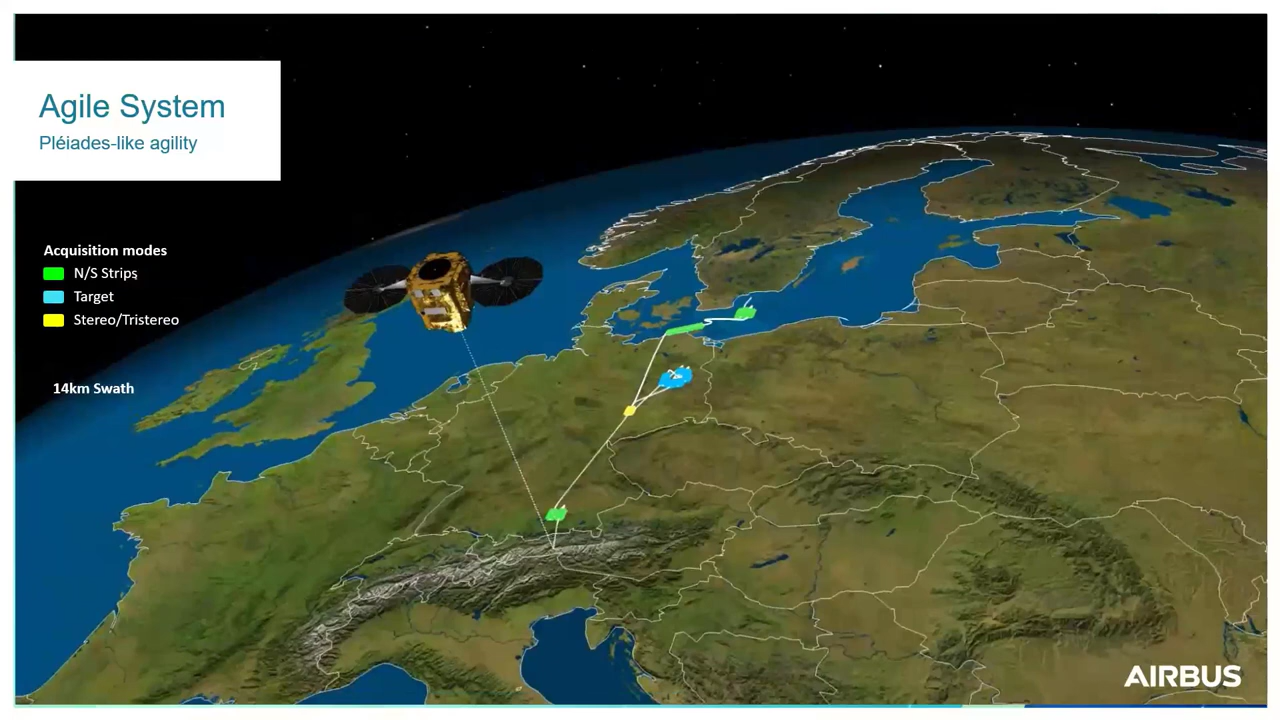 Agile System
Pléiades-like agility
Acquisition modes
N/S Strips
Target
Stereo/Tristereo
14km Swath
AIRBUS